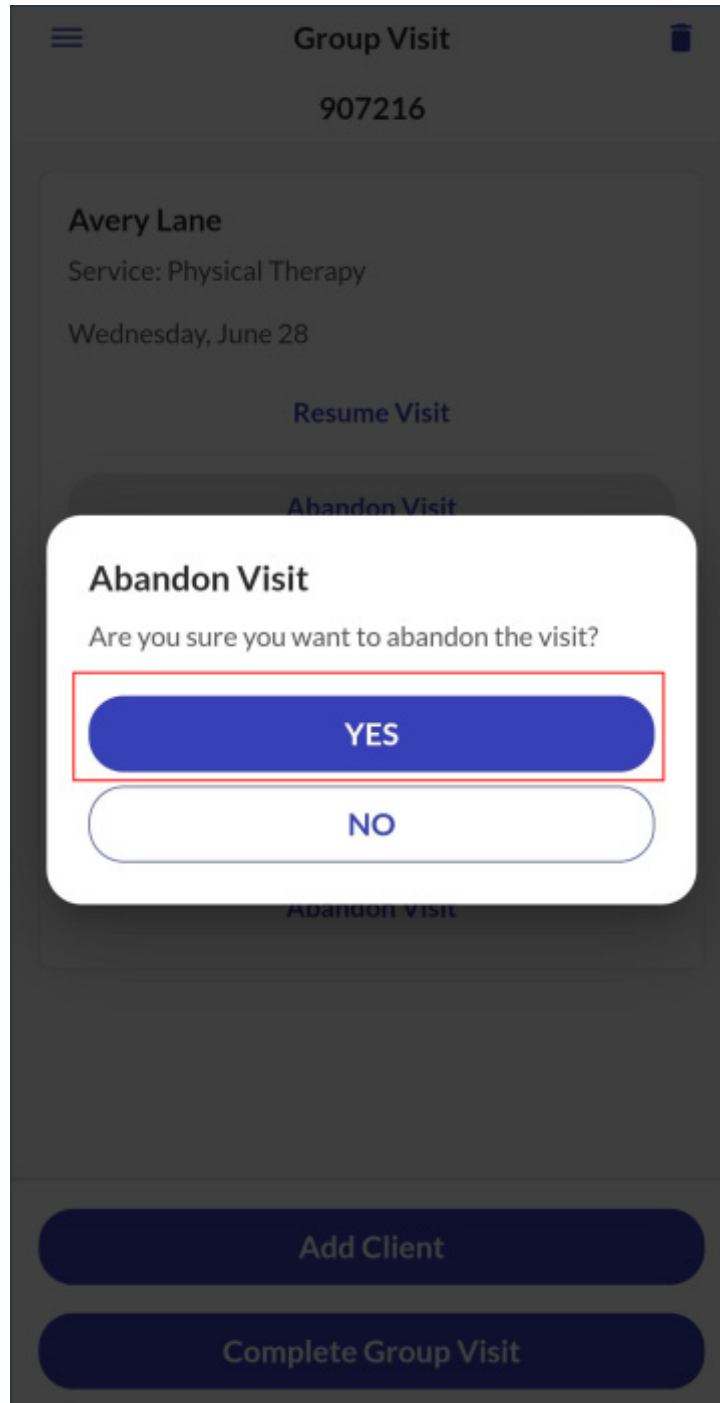 Group Visit
907216
Avery Lane
Service: Physical Therapy
Wednesday, June 28
Resume Visit
Abandon Visit
Abandon Visit
Are you sure you want to abandon the visit?
YES
NO
Abandon Visit
Add Client
Complete Group Visit